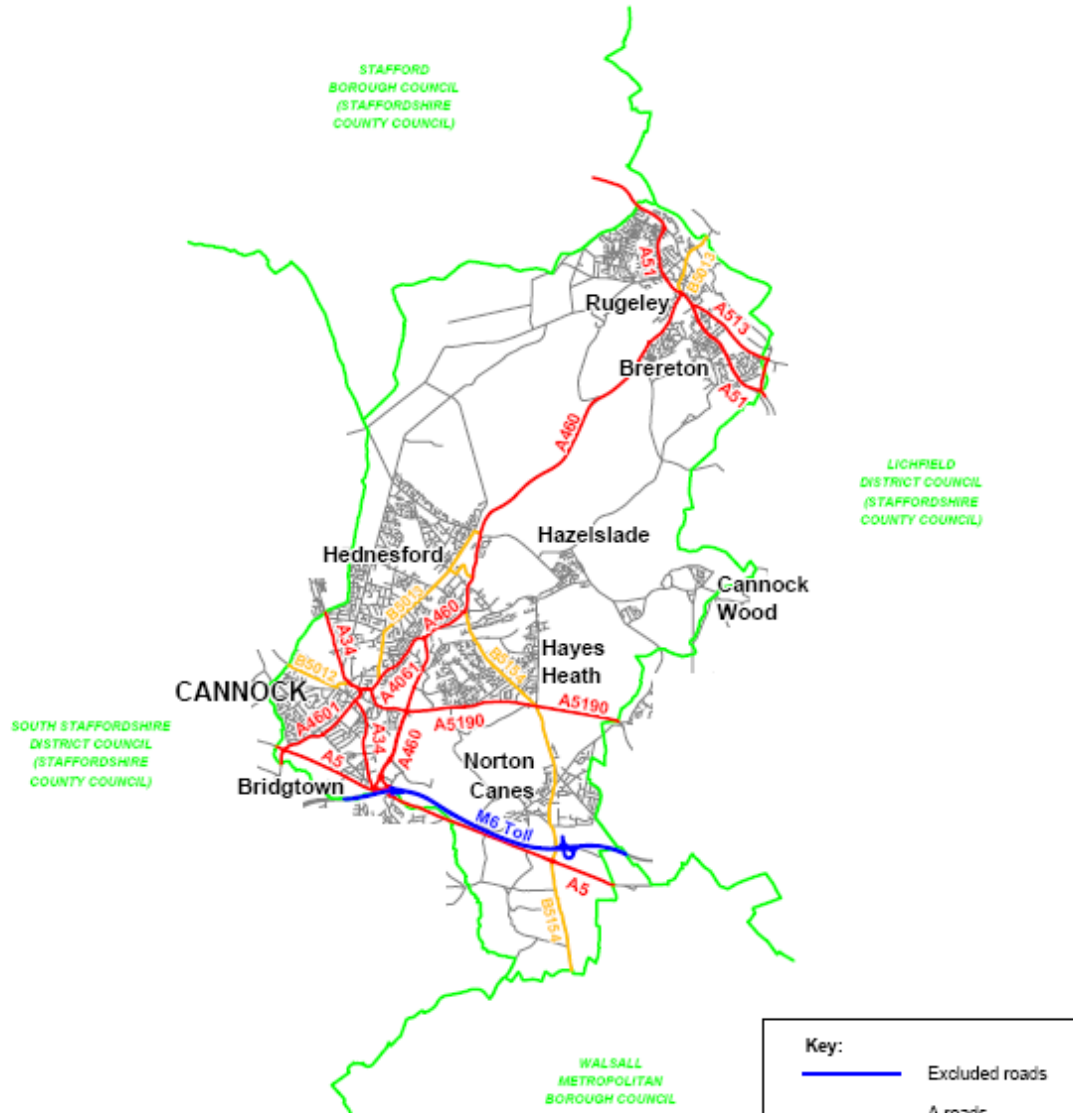 STAFFORD
BOROUGH COUNCIL
(STAFFORDSHIRE
COUNTY COUNCIL)
A51
B5013
Rugeley
A513
Brereton
A51
A460
LICHFIELD
DISTRICT COUNCIL
(STAFFORDSHIRE
COUNTY COUNCIL)
Hazelslade
Hednesford
Cannock
Wood
B5013
A460
A34
Hayes
Heath
B5154
B5012
A4061
CANNOCK
A5190
A5190
A4601
A34
A460
SOUTH STAFFORDSHIRE
DISTRICT COUNCIL
(STAFFORDSHIRE
COUNTY COUNCIL)
A5
Norton
Canes
Bridgtown
M6 Toll
A5
B5154
WALSALL
METROPOLITAN
BOROUGH COUNCIL
Key:
Excluded roads
A roads